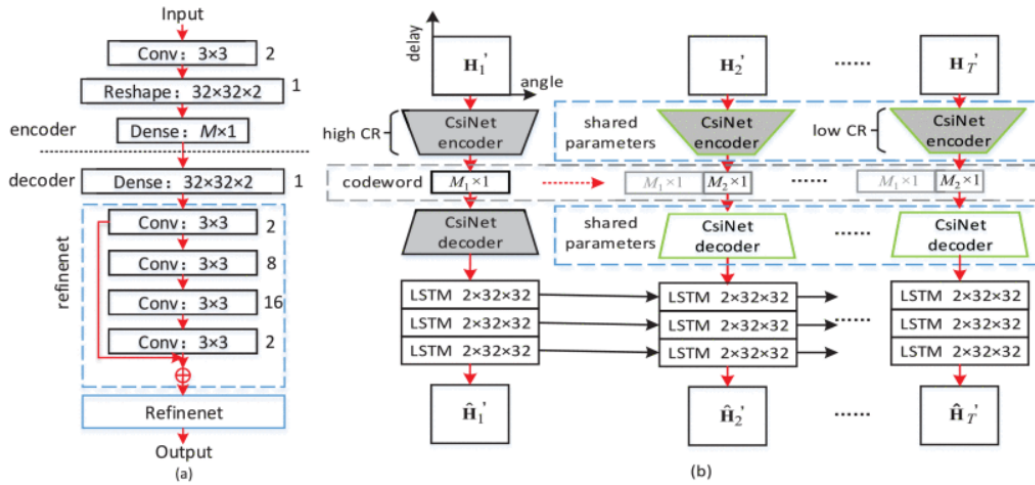 Input
Conv: 3×3 2
Reshape: 32×32×2 1
encoder Dense: M×1
decoder Dense: 32×32×2 1
refinenet
Conv: 3×3 2
Conv: 3×3 8
Conv: 3×3 16
Conv: 3×3 2
Refinenet
Output
(a)
delay
H₁' H₂' ...... H_T'
angle
high CR CsiNet encoder
shared parameters CsiNet encoder
low CR CsiNet encoder
codeword M₁×1 M₁×1 M₂×1 ...... M₁×1 M₂×1
CsiNet decoder
shared parameters CsiNet decoder ...... CsiNet decoder
LSTM 2×32×32 LSTM 2×32×32 LSTM 2×32×32
LSTM 2×32×32 LSTM 2×32×32 ...... LSTM 2×32×32
LSTM 2×32×32 LSTM 2×32×32 LSTM 2×32×32
Ĥ₁' Ĥ₂' ...... Ĥ_T'
(b)